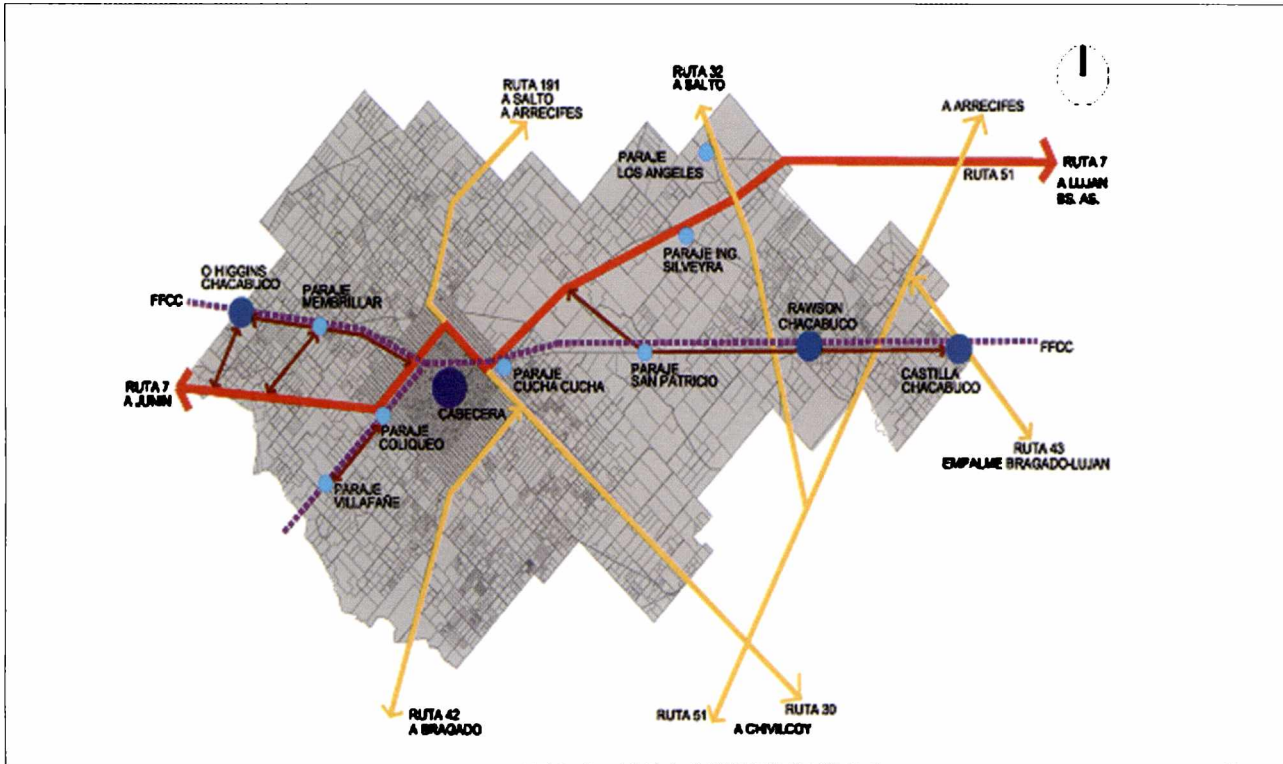 RUTA 32
A SALTO
RUTA 191
A SALTO
A ARRECIFES
A ARRECIFES
PARAJE
LOS ANGELES
RUTA 7
A LUJAN
BS. AS.
RUTA 51
PARAJE ING.
SILVEYRA
O HIGGINS
CHACABUCO
PARAJE
MEMBRILLAR
FFCC
RAWSON
CHACABUCO
FFCC
PARAJE
CUCHA CUCHA
PARAJE
SAN PATRICIO
CASTILLA
CHACABUCO
RUTA 7
A JUNIN
CABECERA
PARAJE
COLIQUEO
RUTA 43
EMPALME BRAGADO-LUJAN
PARAJE
VILLAFAÑE
RUTA 42
A BRAGADO
RUTA 51
RUTA 30
A CHIVILCOY